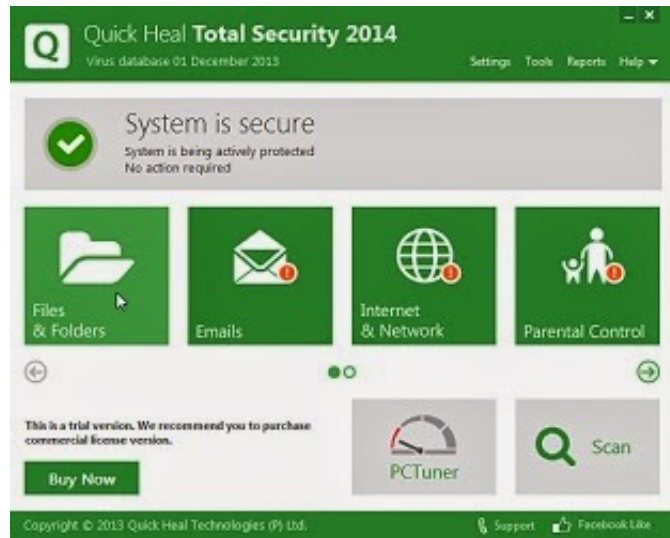 Q
Quick Heal Total Security 2014
Virus database 01 December 2013
Settings Tools Reports Help
System is secure
System is being actively protected
No action required
Files
& Folders
Emails
Internet
& Network
Parental Control
This is a trial version. We recommend you to purchase
commercial license version.
Buy Now
PCTuner
Scan
Copyright © 2013 Quick Heal Technologies (P) Ltd.
Support
Facebook Like